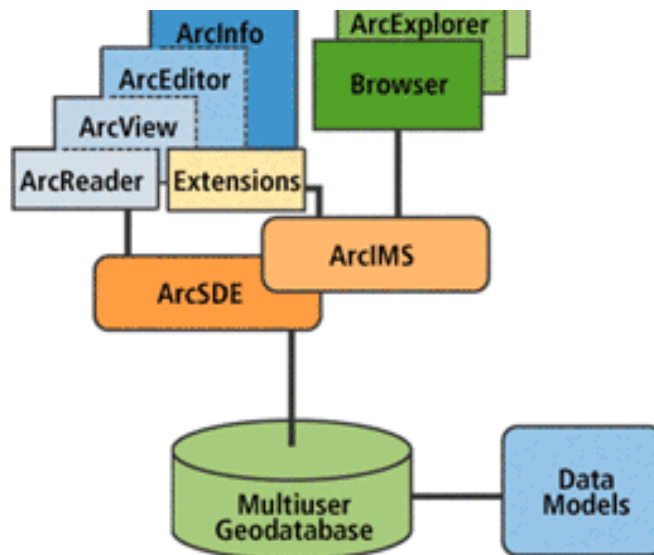 ArcInfo
ArcExplorer
ArcEditor
Browser
ArcView
ArcReader
Extensions
ArcIMS
ArcSDE
Multiuser
Geodatabase
Data
Models